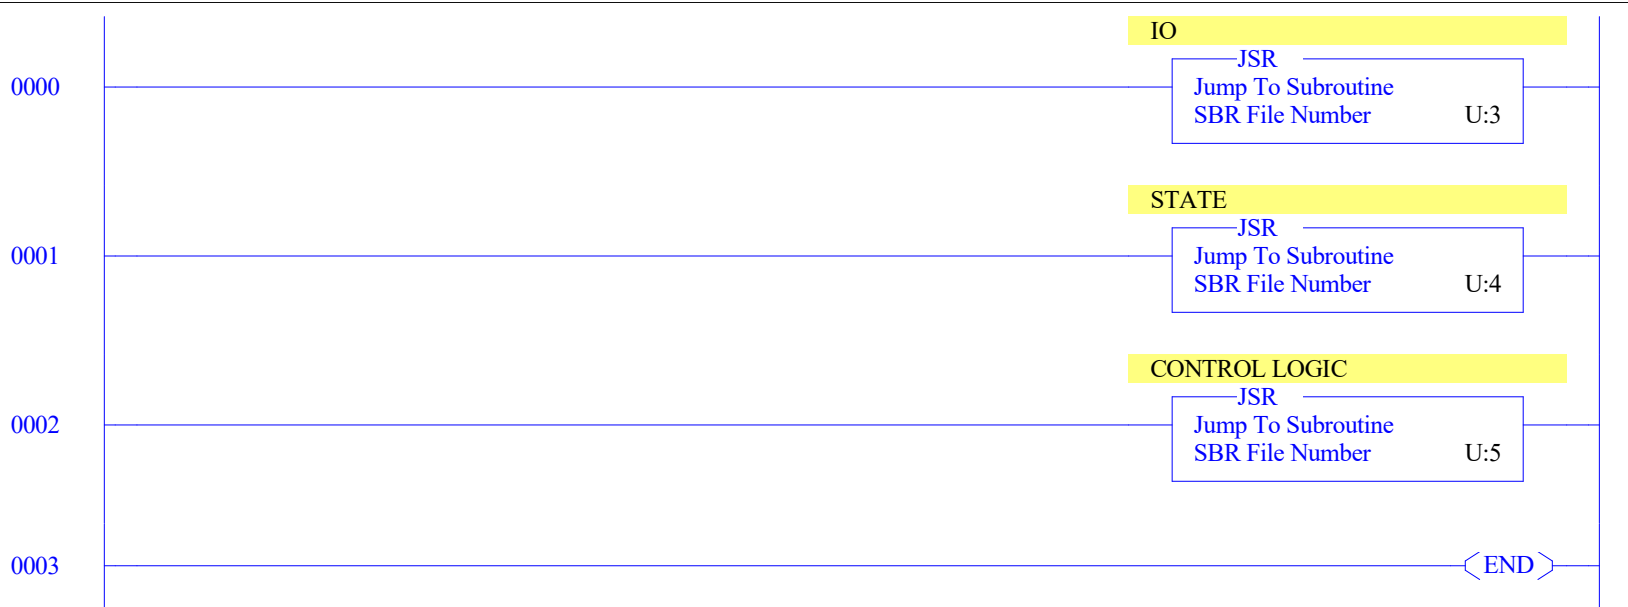 IO
JSR
0000
Jump To Subroutine
SBR File Number U:3
STATE
JSR
0001
Jump To Subroutine
SBR File Number U:4
CONTROL LOGIC
JSR
0002
Jump To Subroutine
SBR File Number U:5
0003
END